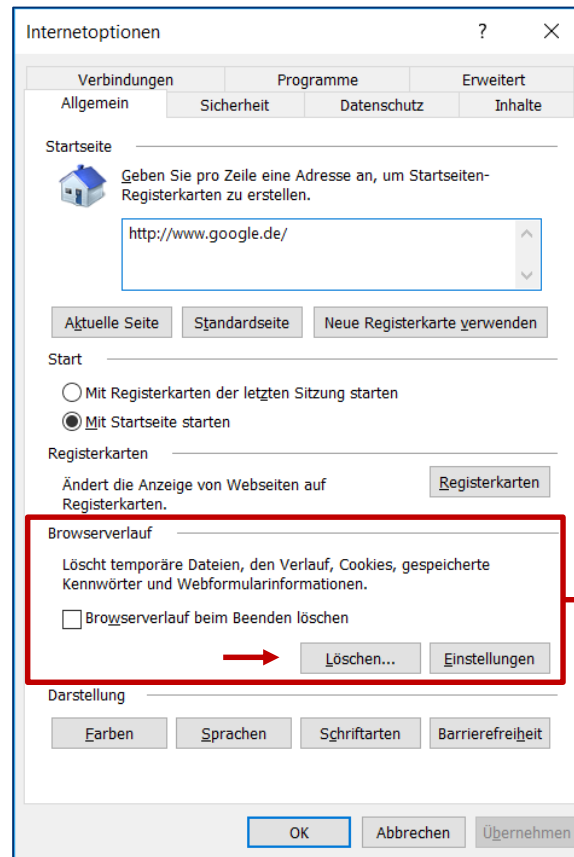 Internetoptionen ? ×
Verbindungen Programme Erweitert
Allgemein Sicherheit Datenschutz Inhalte
Startseite
Geben Sie pro Zeile eine Adresse an, um Startseiten-
Registerkarten zu erstellen.
http://www.google.de/
Aktuelle Seite Standardseite Neue Registerkarte verwenden
Start
Mit Registerkarten der letzten Sitzung starten
Mit Startseite starten
Registerkarten
Ändert die Anzeige von Webseiten auf
Registerkarten.
Registerkarten
Browserverlauf
Löscht temporäre Dateien, den Verlauf, Cookies, gespeicherte
Kennwörter und Webformularinformationen.
Browserverlauf beim Beenden löschen
Löschen... Einstellungen
Darstellung
Farben Sprachen Schriftarten Barrierefreiheit
OK Abbrechen Übernehmen